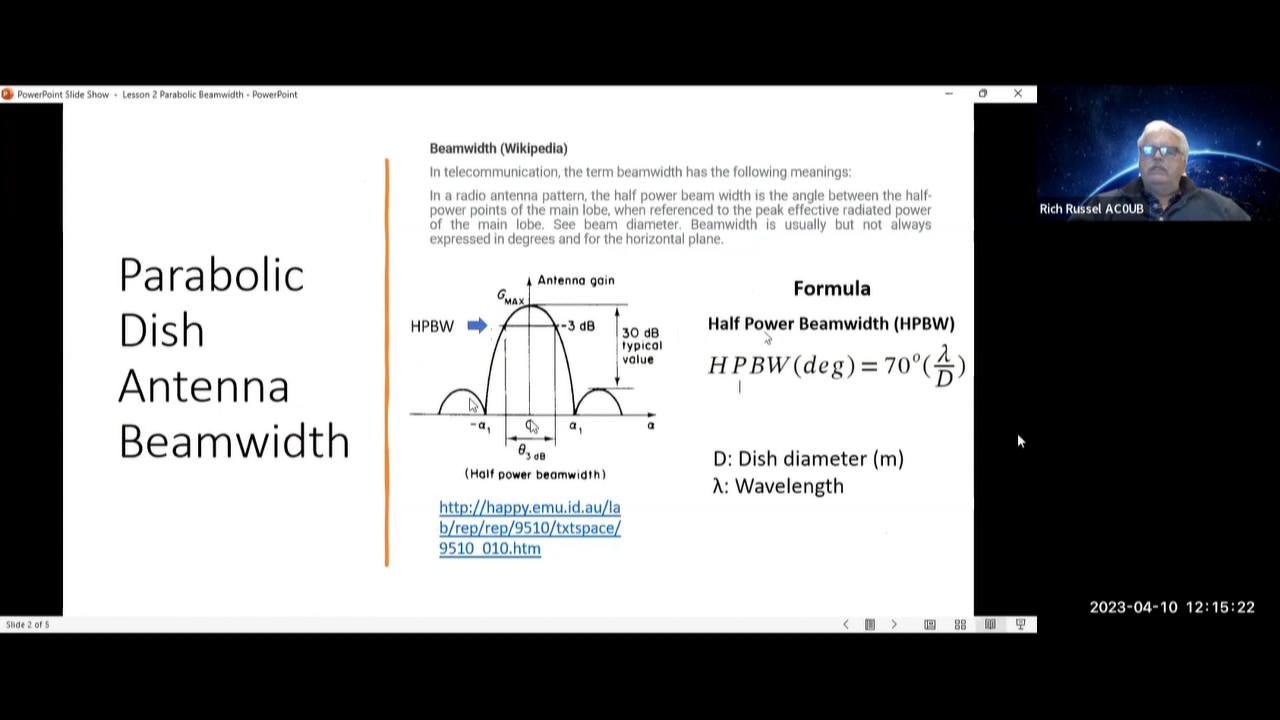 PowerPoint Slide Show - Lesson 2 Parabolic Beamwidth - PowerPoint
Parabolic
Dish
Antenna
Beamwidth
Beamwidth (Wikipedia)
In telecommunication, the term beamwidth has the following meanings:
In a radio antenna pattern, the half power beam width is the angle between the half-
power points of the main lobe, when referenced to the peak effective radiated power
of the main lobe. See beam diameter. Beamwidth is usually but not always
expressed in degrees and for the horizontal plane.
Antenna gain
GMAX
HPBW
-3 dB
30 dB
typical
value
-α1
α1
α
θ3 dB
(Half power beamwidth)
http://happy.emu.id.au/la
b/rep/rep/9510/txtspace/
9510_010.htm
Formula
Half Power Beamwidth (HPBW)
HPBW(deg) = 70°(λ/D)
D: Dish diameter (m)
λ: Wavelength
Rich Russel AC0UB
2023-04-10 12:15:22
Slide 2 of 5